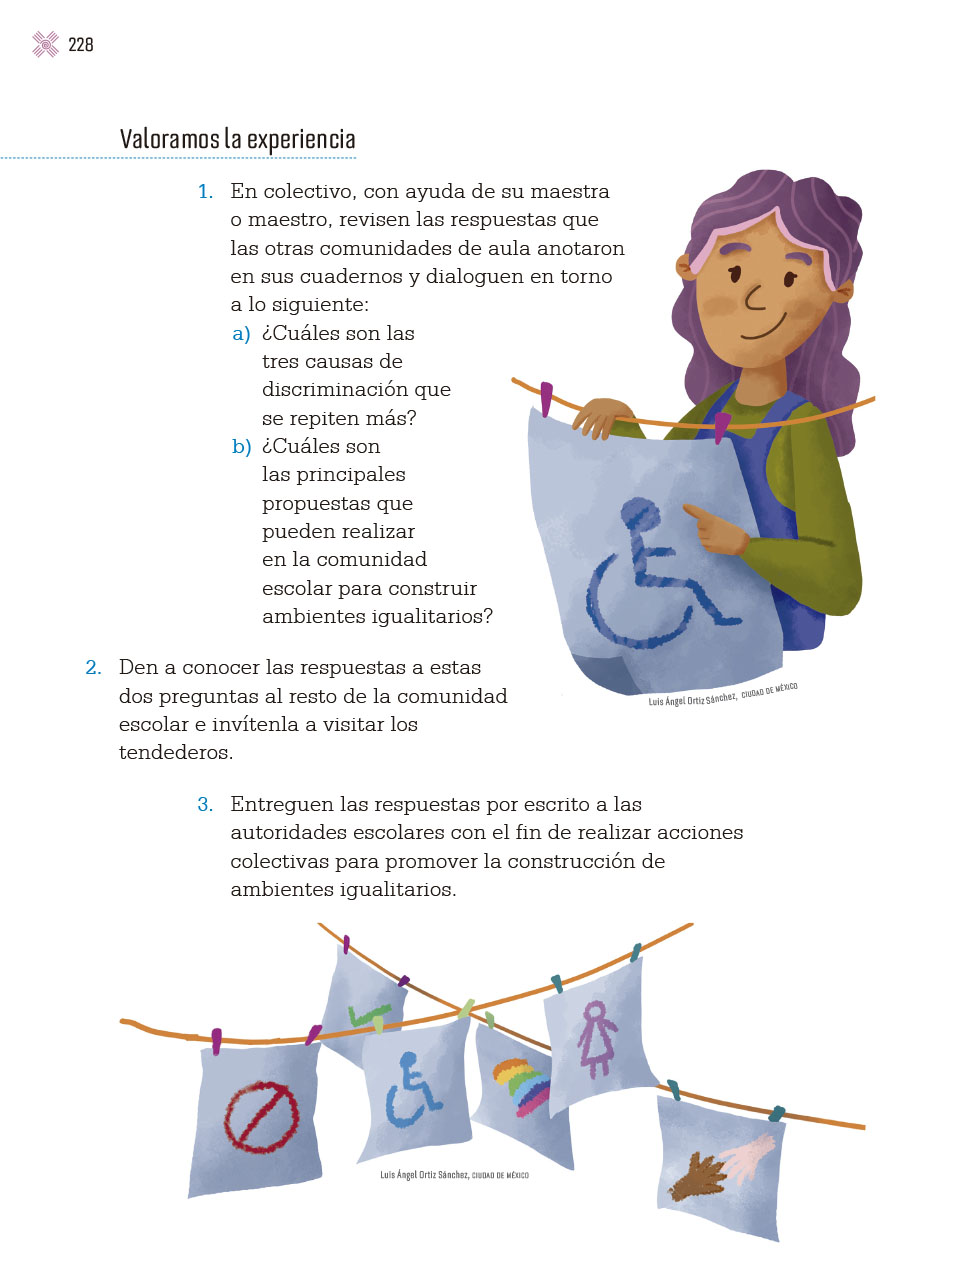 228
Valoramos la experiencia
1. En colectivo, con ayuda de su maestra
o maestro, revisen las respuestas que
las otras comunidades de aula anotaron
en sus cuadernos y dialoguen en torno
a lo siguiente:
a) ¿Cuáles son las
tres causas de
discriminación que
se repiten más?
b) ¿Cuáles son
las principales
propuestas que
pueden realizar
en la comunidad
escolar para construir
ambientes igualitarios?
2. Den a conocer las respuestas a estas
dos preguntas al resto de la comunidad
escolar e invítenla a visitar los
tendederos.
Luis Ángel Ortiz Sánchez, CIUDAD DE MÉXICO
3. Entreguen las respuestas por escrito a las
autoridades escolares con el fin de realizar acciones
colectivas para promover la construcción de
ambientes igualitarios.
Luis Ángel Ortiz Sánchez, CIUDAD DE MÉXICO